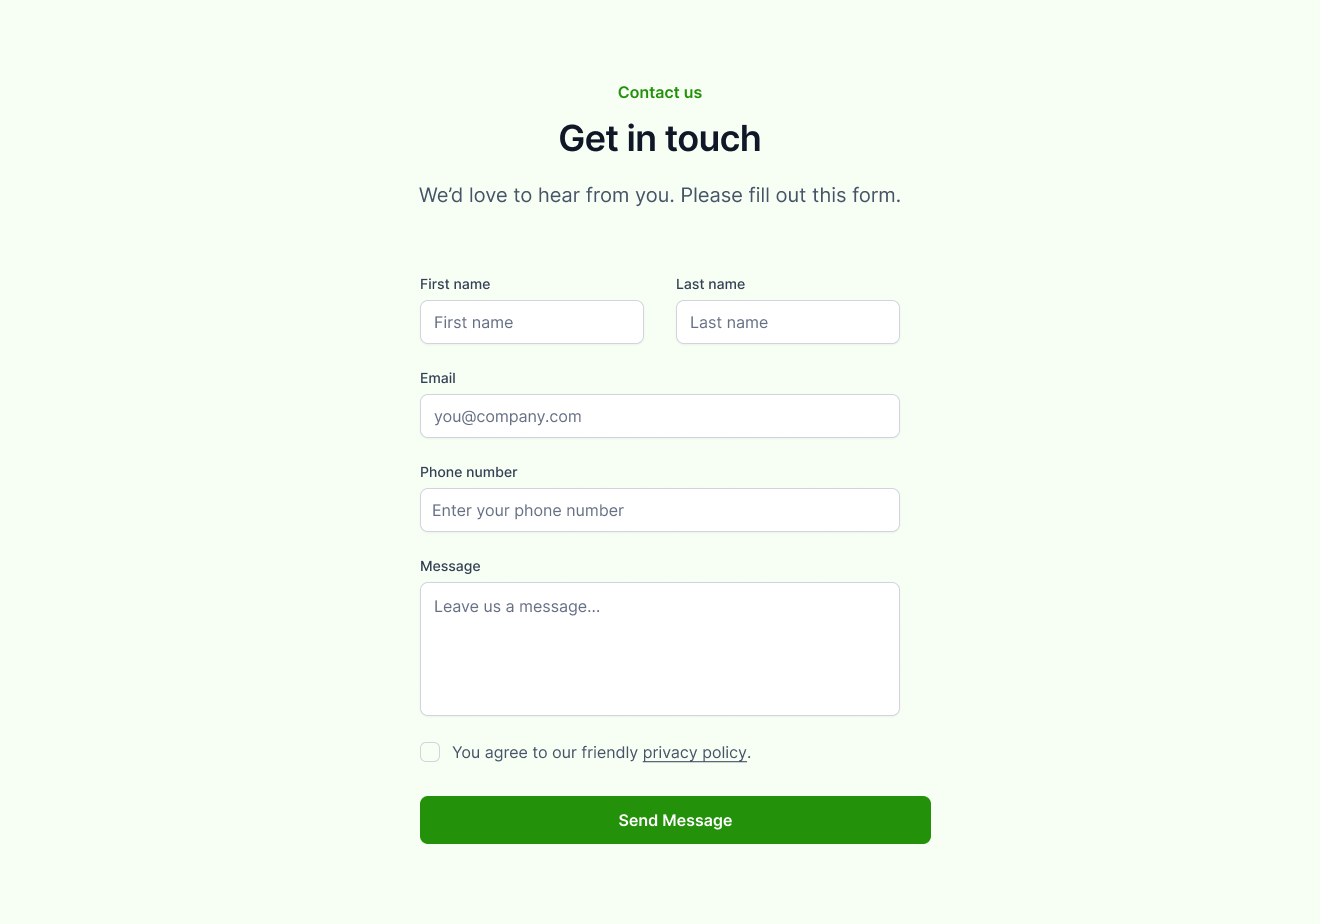 Contact us
Get in touch
We’d love to hear from you. Please fill out this form.
First name
Last name
First name
Last name
Email
you@company.com
Phone number
Enter your phone number
Message
Leave us a message...
You agree to our friendly privacy policy.
Send Message